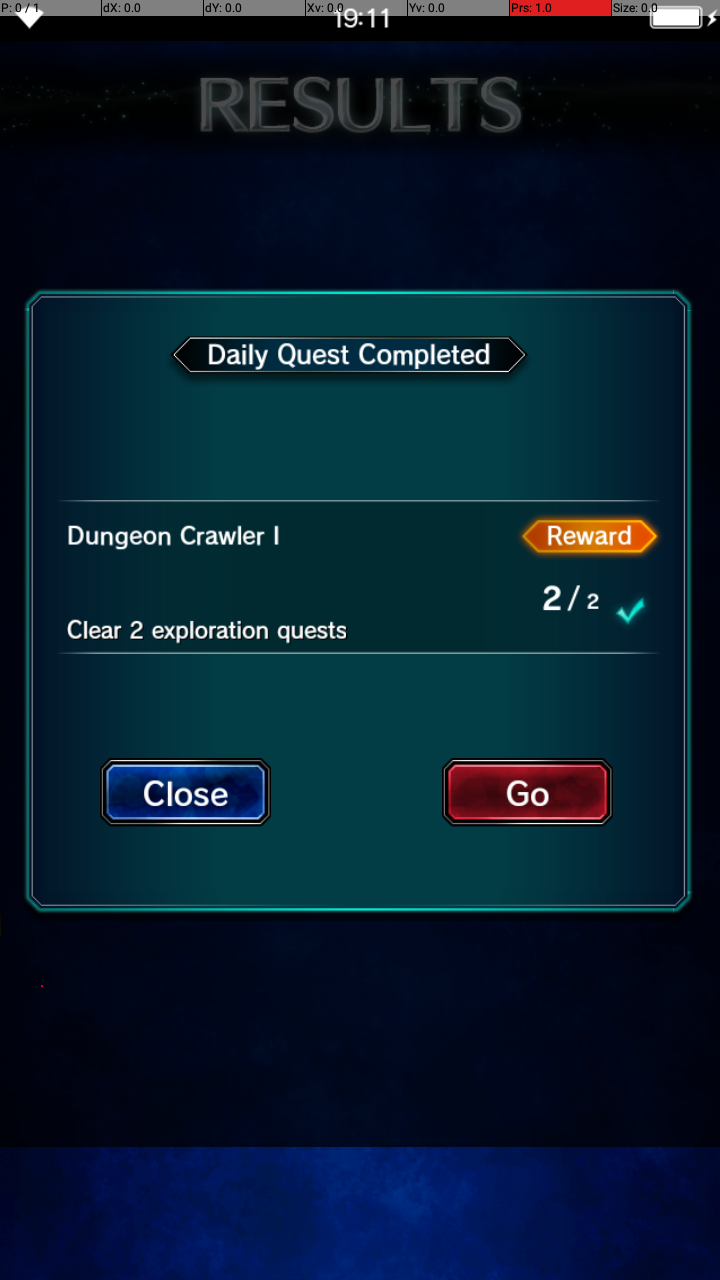 P: 0 / 1 dX: 0.0 dY: 0.0 Xv: 0.0 Yv: 0.0 Prs: 1.0 Size: 0.0
19:11
RESULTS
Daily Quest Completed
Dungeon Crawler I Reward
2/2
Clear 2 exploration quests
Close Go